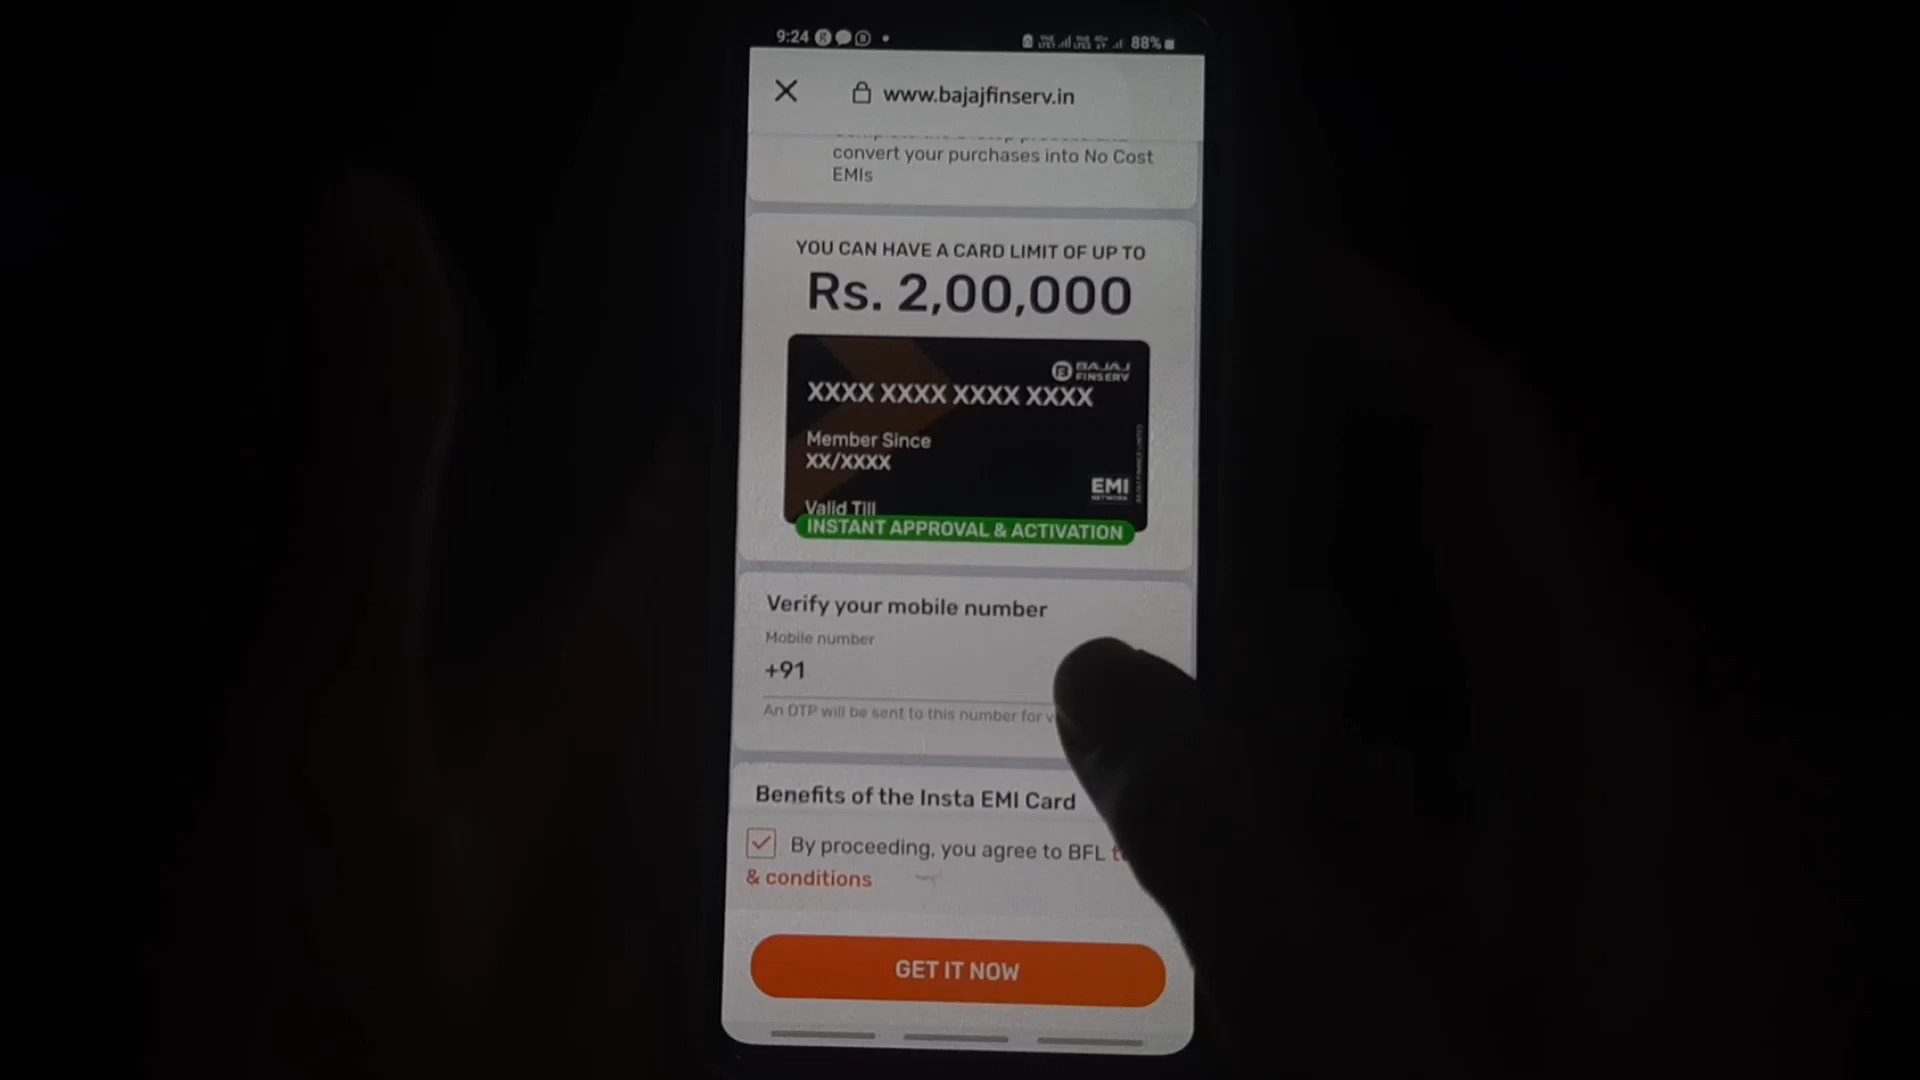 9:24
88%
www.bajajfinserv.in
convert your purchases into No Cost
EMIs
YOU CAN HAVE A CARD LIMIT OF UP TO
Rs. 2,00,000
BAJAJ
FINSERV
XXXX XXXX XXXX XXXX
Member Since
XX/XXXX
EMI
NETWORK
Valid Till
INSTANT APPROVAL & ACTIVATION
Verify your mobile number
Mobile number
+91
An OTP will be sent to this number for
Benefits of the Insta EMI Card
By proceeding, you agree to BFL
& conditions
GET IT NOW